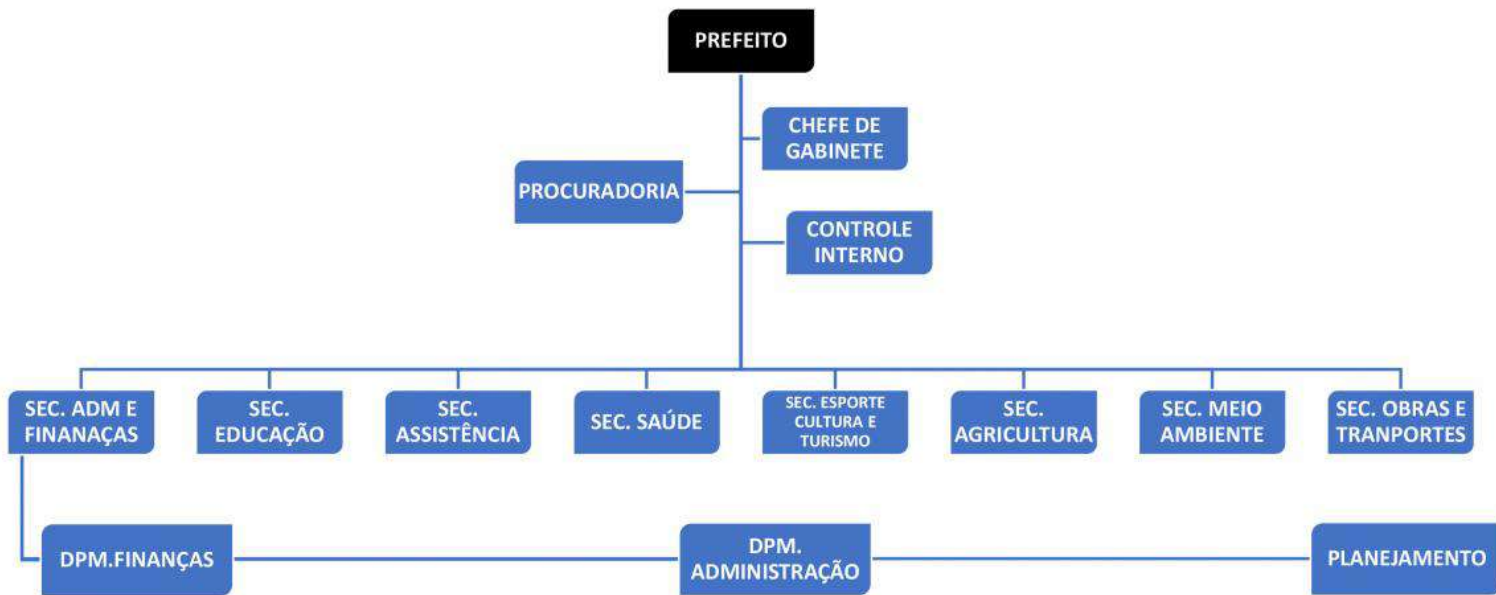 PREFEITO
CHEFE DE
GABINETE
PROCURADORIA
CONTROLE
INTERNO
SEC. ADM E
FINANAÇAS
SEC.
EDUCAÇÃO
SEC.
ASSISTÊNCIA
SEC. SAÚDE
SEC. ESPORTE
CULTURA E
TURISMO
SEC.
AGRICULTURA
SEC. MEIO
AMBIENTE
SEC. OBRAS E
TRANPORTES
DPM.FINANÇAS
DPM.
ADMINISTRAÇÃO
PLANEJAMENTO